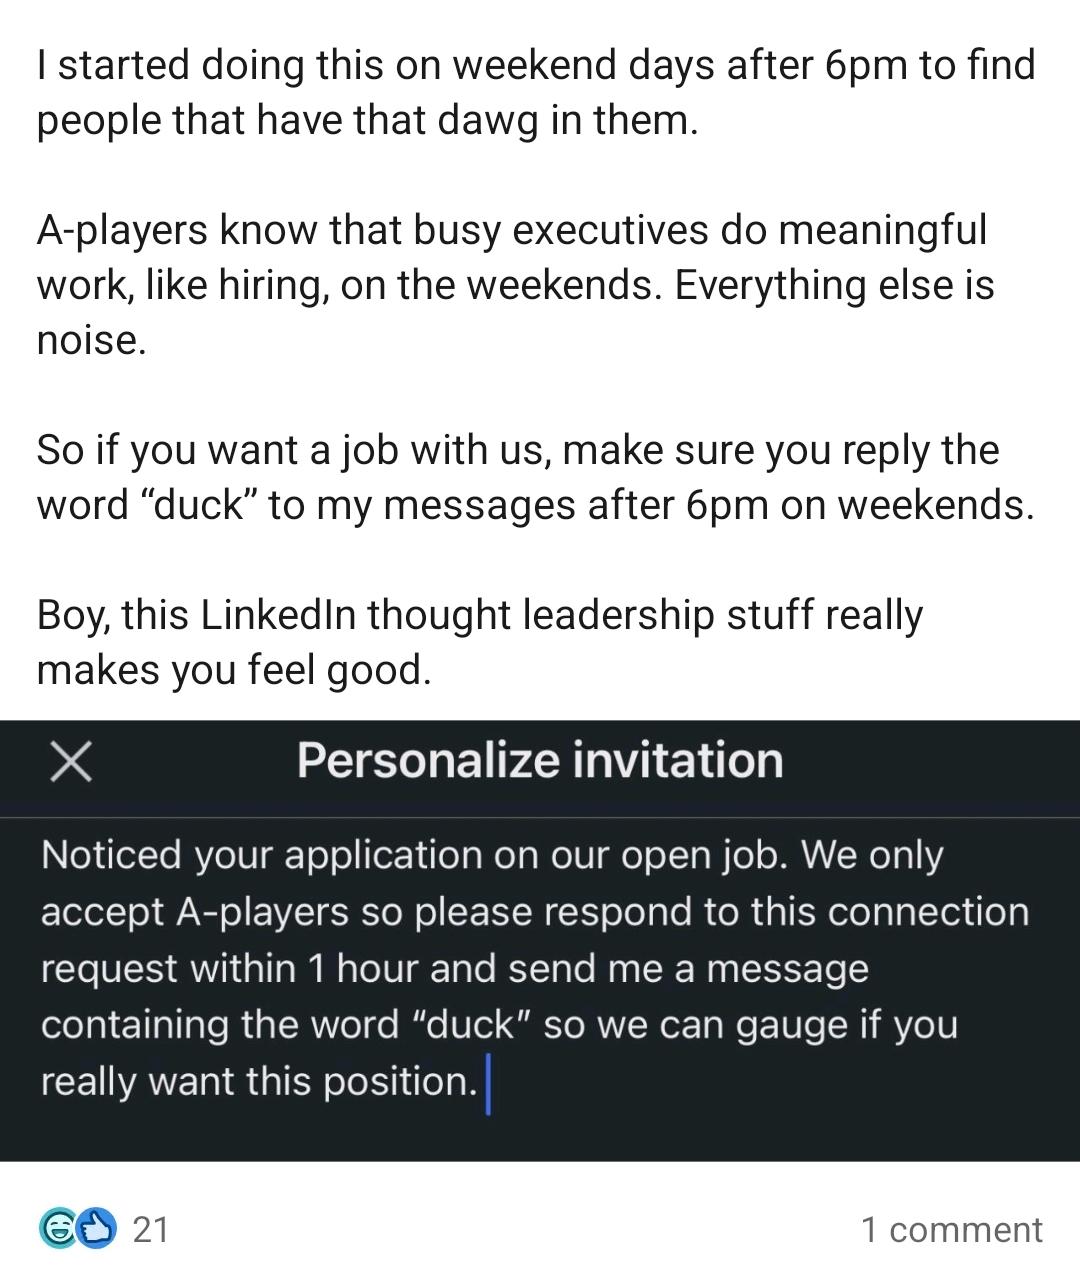 I started doing this on weekend days after 6pm to find
people that have that dawg in them.
A-players know that busy executives do meaningful
work, like hiring, on the weekends. Everything else is
noise.
So if you want a job with us, make sure you reply the
word “duck” to my messages after 6pm on weekends.
Boy, this LinkedIn thought leadership stuff really
makes you feel good.
Personalize invitation
Noticed your application on our open job. We only
accept A-players so please respond to this connection
request within 1 hour and send me a message
containing the word “duck” so we can gauge if you
really want this position.
21
1 comment